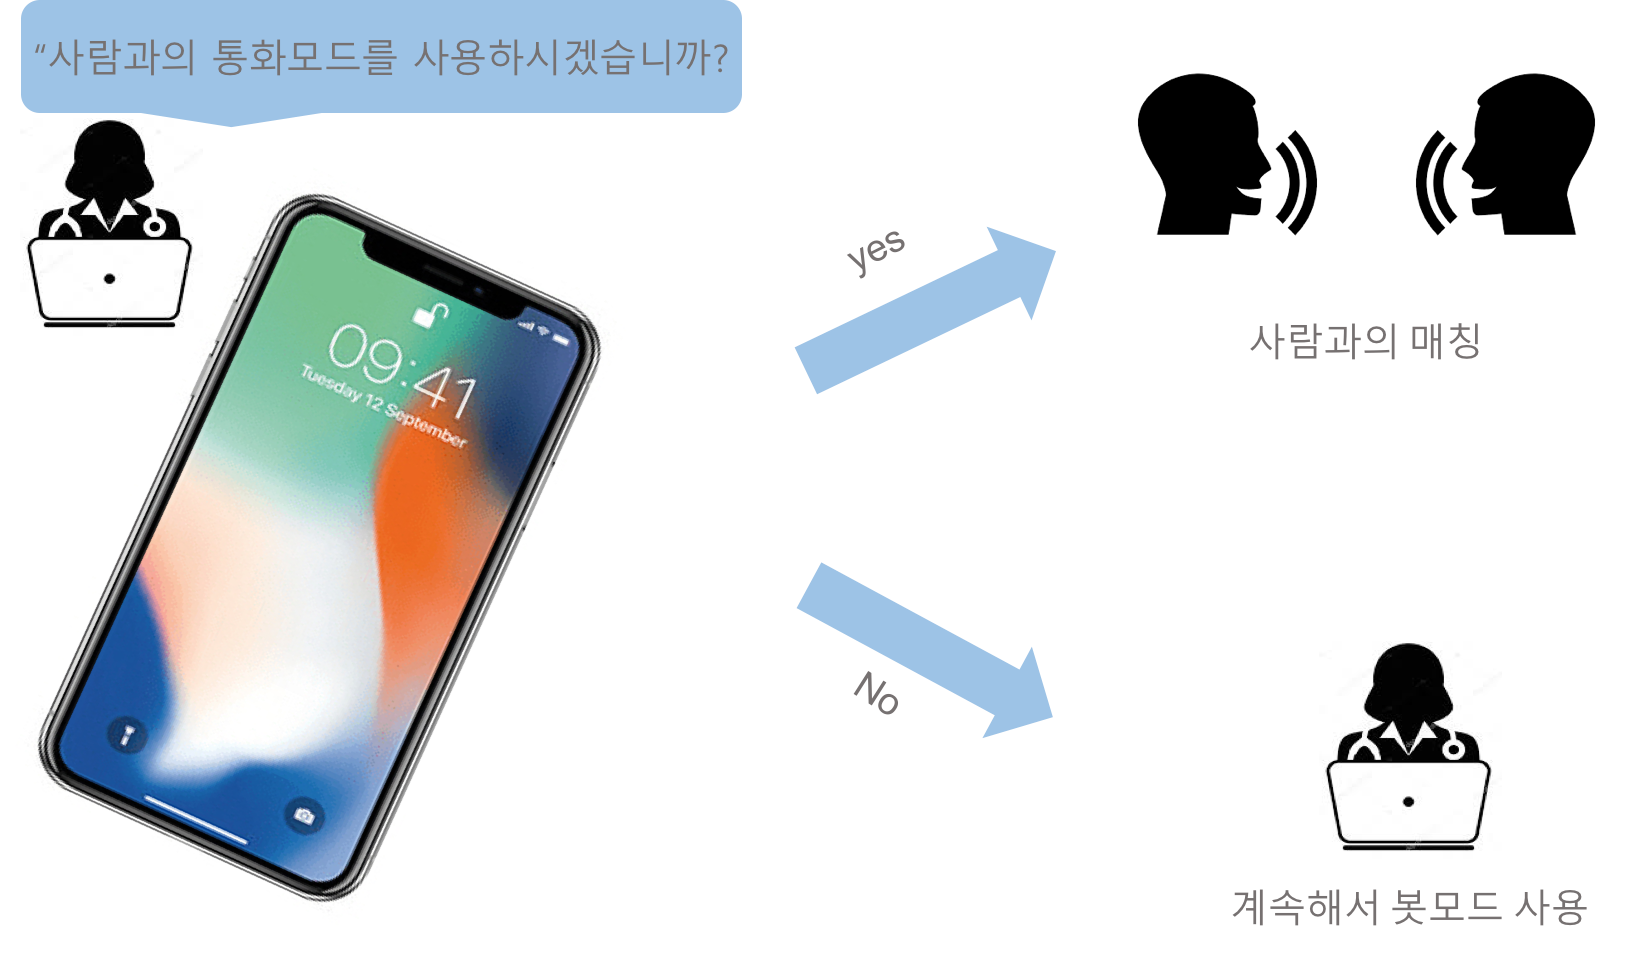 “사람과의 통화모드를 사용하시겠습니까?
09:41
Tuesday 12 September
yes
사람과의 매칭
No
계속해서 봇모드 사용